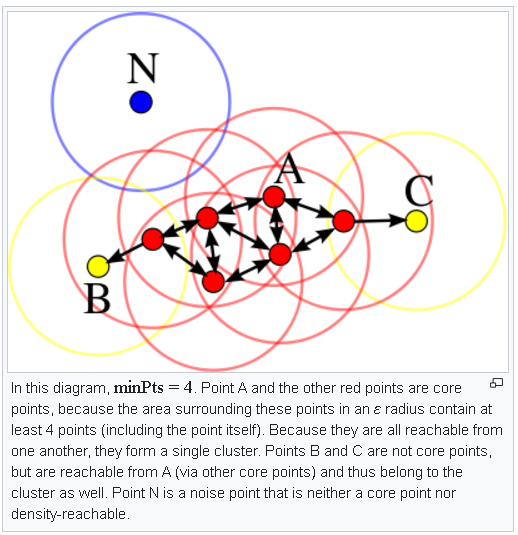 N
A
C
B
In this diagram, minPts = 4. Point A and the other red points are core
points, because the area surrounding these points in an ε radius contain at
least 4 points (including the point itself). Because they are all reachable from
one another, they form a single cluster. Points B and C are not core points,
but are reachable from A (via other core points) and thus belong to the
cluster as well. Point N is a noise point that is neither a core point nor
density-reachable.